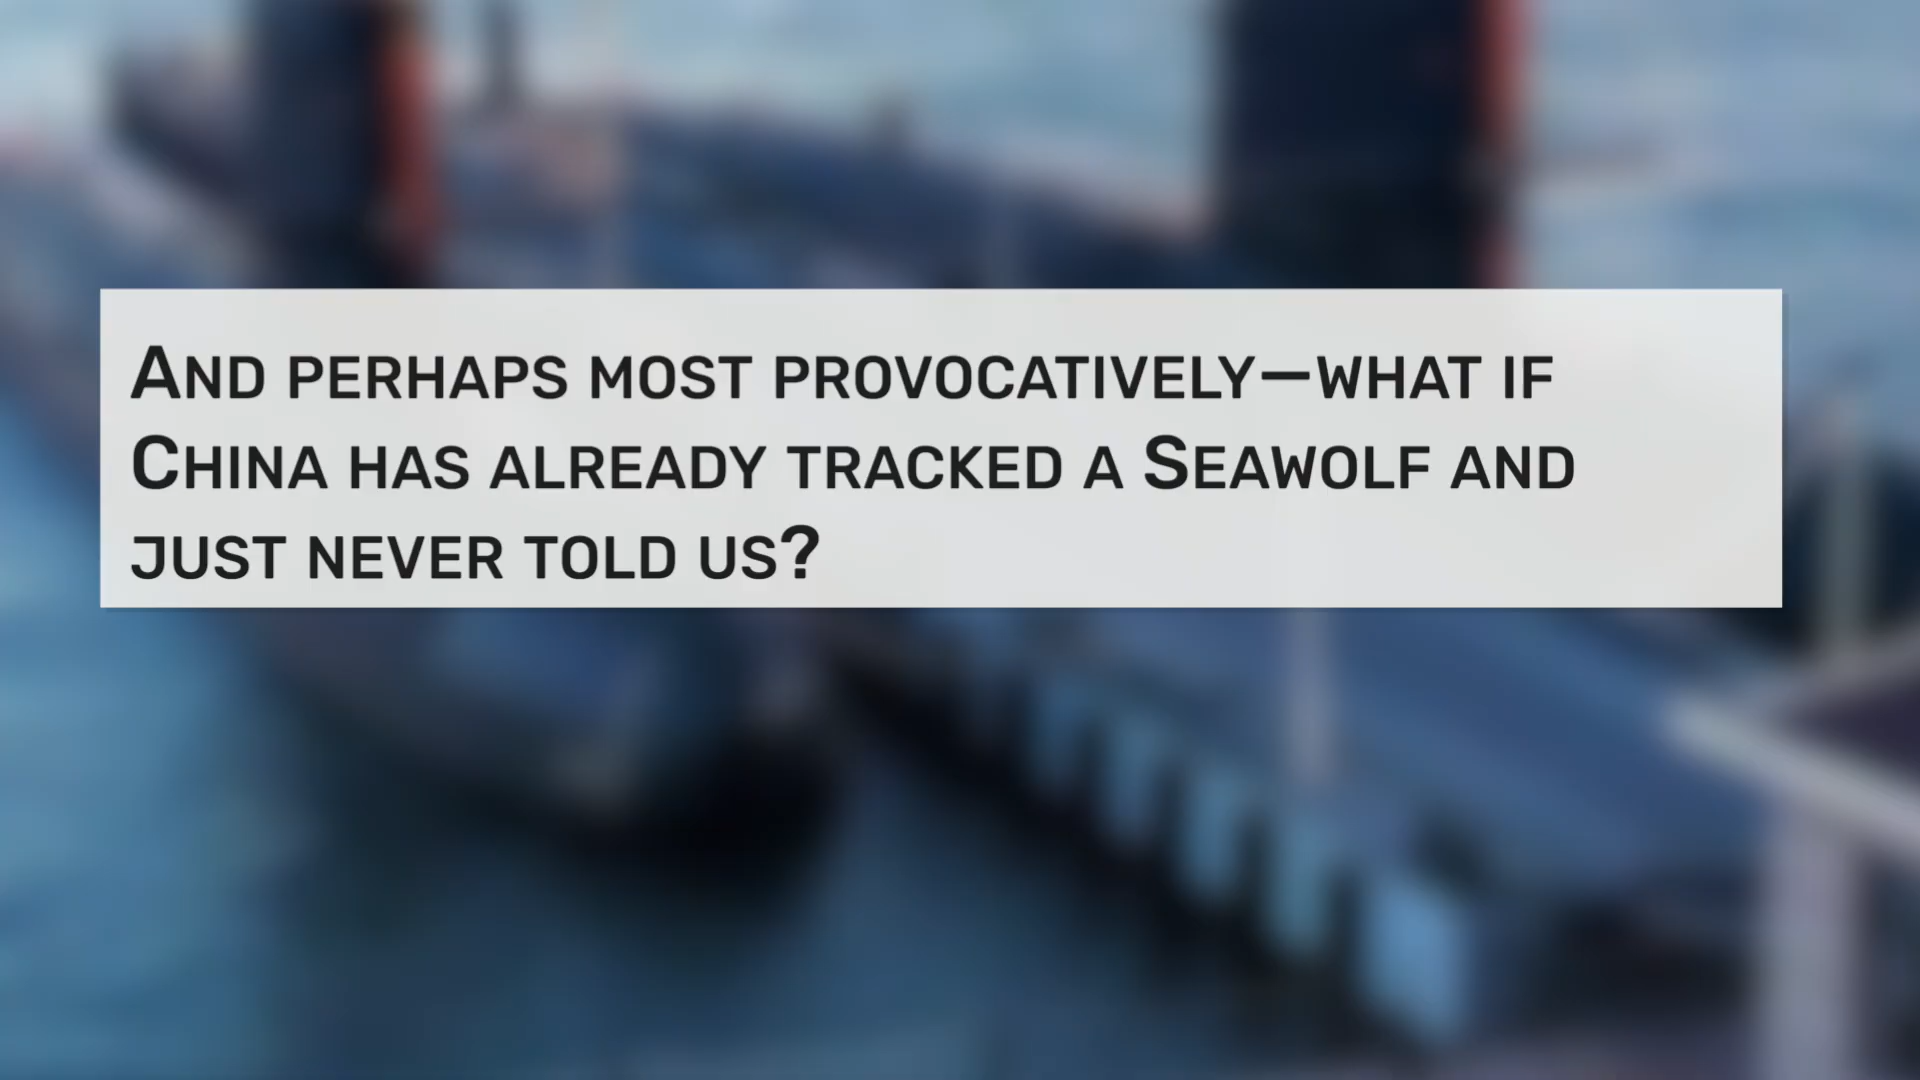 And perhaps most provocatively—what if
China has already tracked a Seawolf and
just never told us?